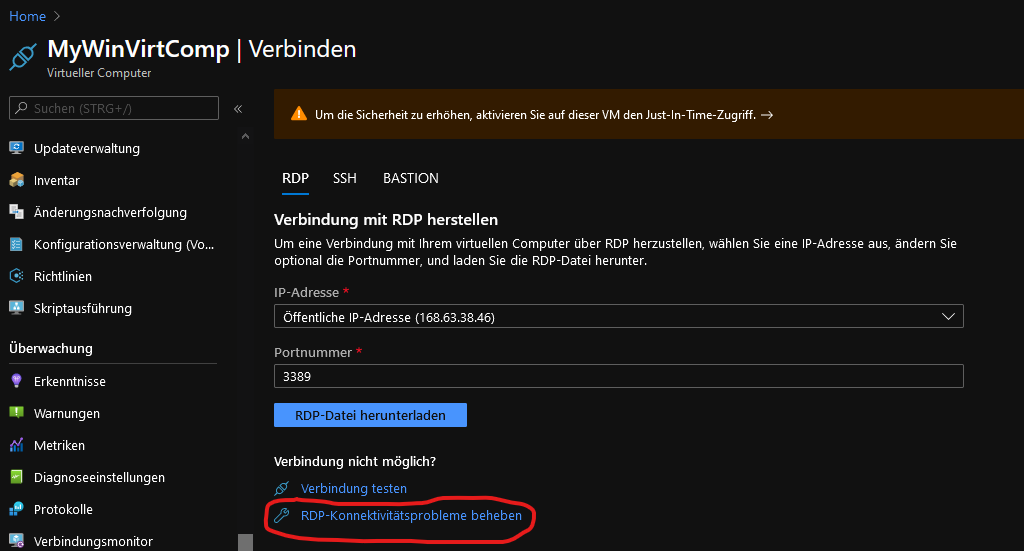 Home
MyWinVirtComp | Verbinden
Virtueller Computer
Suchen (STRG+/)
Updateverwaltung
Inventar
Änderungsnachverfolgung
Konfigurationsverwaltung (Vo...
Richtlinien
Skriptausführung
Überwachung
Erkenntnisse
Warnungen
Metriken
Diagnoseeinstellungen
Protokolle
Verbindungsmonitor
Um die Sicherheit zu erhöhen, aktivieren Sie auf dieser VM den Just-In-Time-Zugriff. →
RDP SSH BASTION
Verbindung mit RDP herstellen
Um eine Verbindung mit Ihrem virtuellen Computer über RDP herzustellen, wählen Sie eine IP-Adresse aus, ändern Sie
optional die Portnummer, und laden Sie die RDP-Datei herunter.
IP-Adresse *
Öffentliche IP-Adresse (168.63.38.46)
Portnummer *
3389
RDP-Datei herunterladen
Verbindung nicht möglich?
Verbindung testen
RDP-Konnektivitätsprobleme beheben